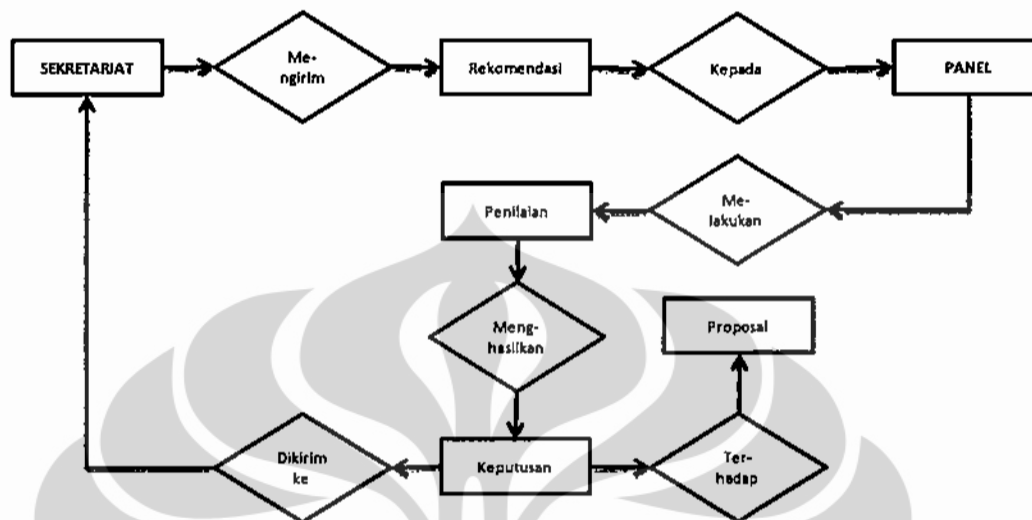 SEKRETARIAT
Me-
ngirim
Rekomendasi
Kepada
PANEL
Penilaian
Me-
lakukan
Meng-
hasilkan
Proposal
Dikirim
ke
Keputusan
Ter-
hadap